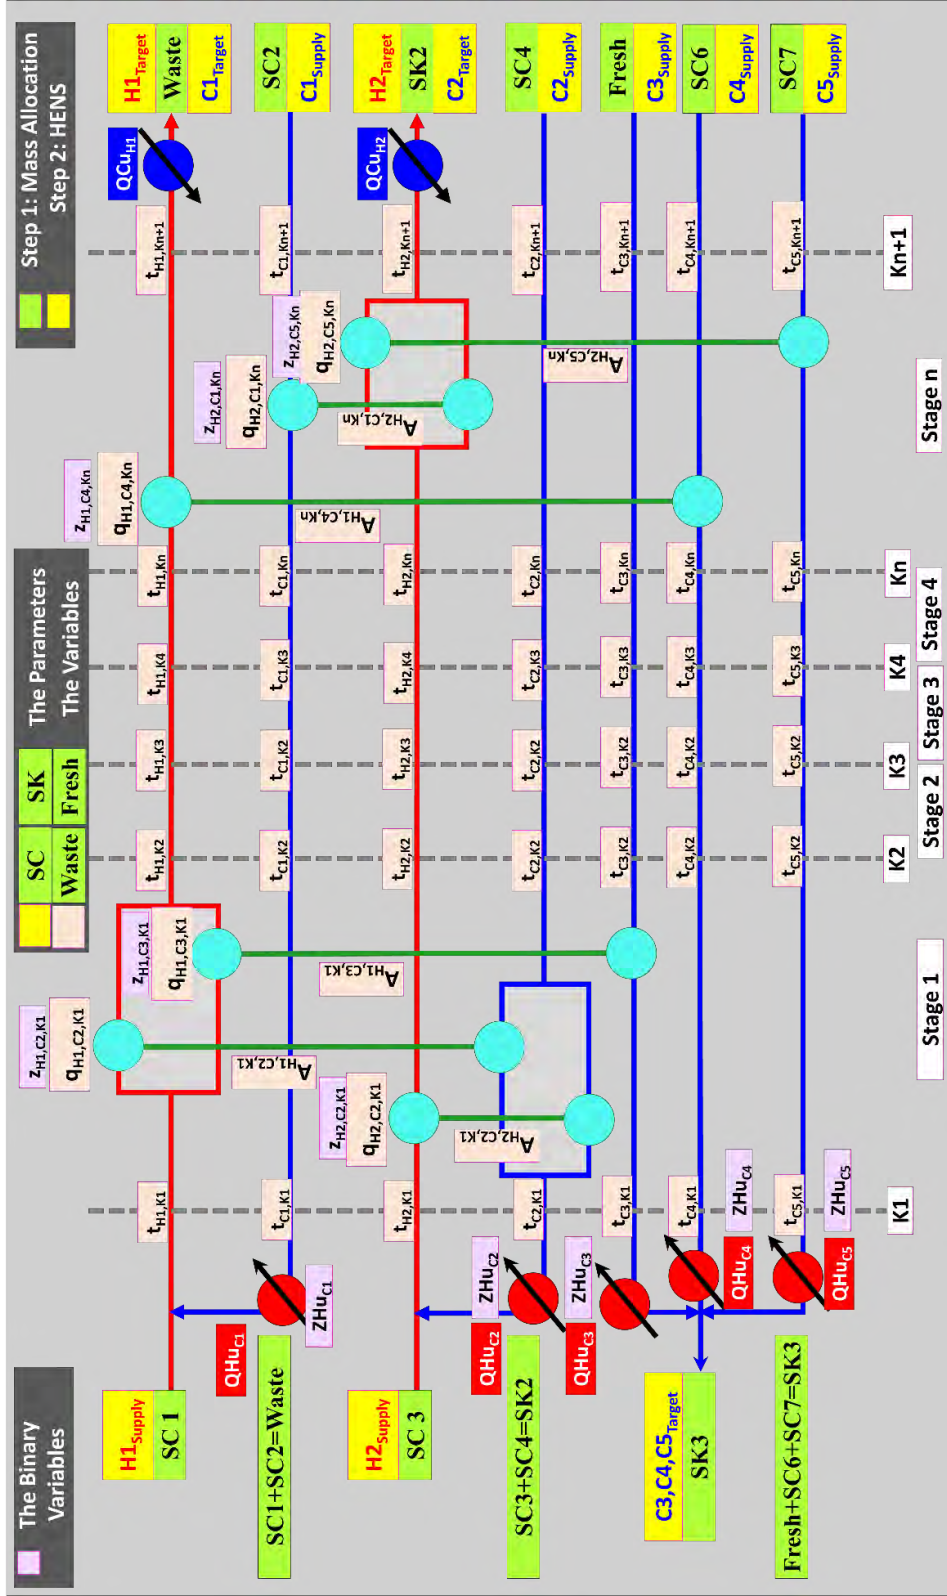 The Binary
Variables
SC
SK
The Parameters
Waste
Fresh
The Variables
Step 1: Mass Allocation
Step 2: HENS
H1Supply
SC 1
tH1,K1
zH1,C2,K1
qH1,C2,K1
zH1,C3,K1
qH1,C3,K1
tH1,K2
tH1,K3
tH1,K4
tH1,Kn
zH1,C4,Kn
qH1,C4,Kn
tH1,Kn+1
QCuH1
H1Target
Waste
C1Target
QHuC1
ZHuC1
SC1+SC2=Waste
tC1,K1
AH1,C2,K1
AH1,C3,K1
tC1,K2
tC1,K2
tC1,K3
tC1,Kn
AH1,C4,Kn
zH2,C1,Kn
qH2,C1,Kn
zH2,C5,Kn
qH2,C5,Kn
tC1,Kn+1
SC2
C1Supply
H2Supply
SC 3
tH2,K1
zH2,C2,K1
qH2,C2,K1
tH2,K2
tH2,K3
tH2,K4
tH2,Kn
AH2,C1,Kn
tH2,Kn+1
QCuH2
H2Target
SK2
C2Target
QHuC2
ZHuC2
SC3+SC4=SK2
tC2,K1
AH2,C2,K1
tC2,K2
tC2,K2
tC2,K3
tC2,Kn
AH2,C5,Kn
tC2,Kn+1
SC4
C2Supply
QHuC3
ZHuC3
tC3,K1
tC3,K2
tC3,K2
tC3,K3
tC3,Kn
tC3,Kn+1
Fresh
C3Supply
C3,C4,C5Target
SK3
tC4,K1
tC4,K2
tC4,K2
tC4,K3
tC4,Kn
tC4,Kn+1
SC6
C4Supply
QHuC4
ZHuC4
Fresh+SC6+SC7=SK3
tC5,K1
tC5,K2
tC5,K2
tC5,K3
tC5,Kn
tC5,Kn+1
SC7
C5Supply
QHuC5
ZHuC5
K1
K2
K3
K4
Kn
Kn+1
Stage 1
Stage 2
Stage 3
Stage 4
Stage n